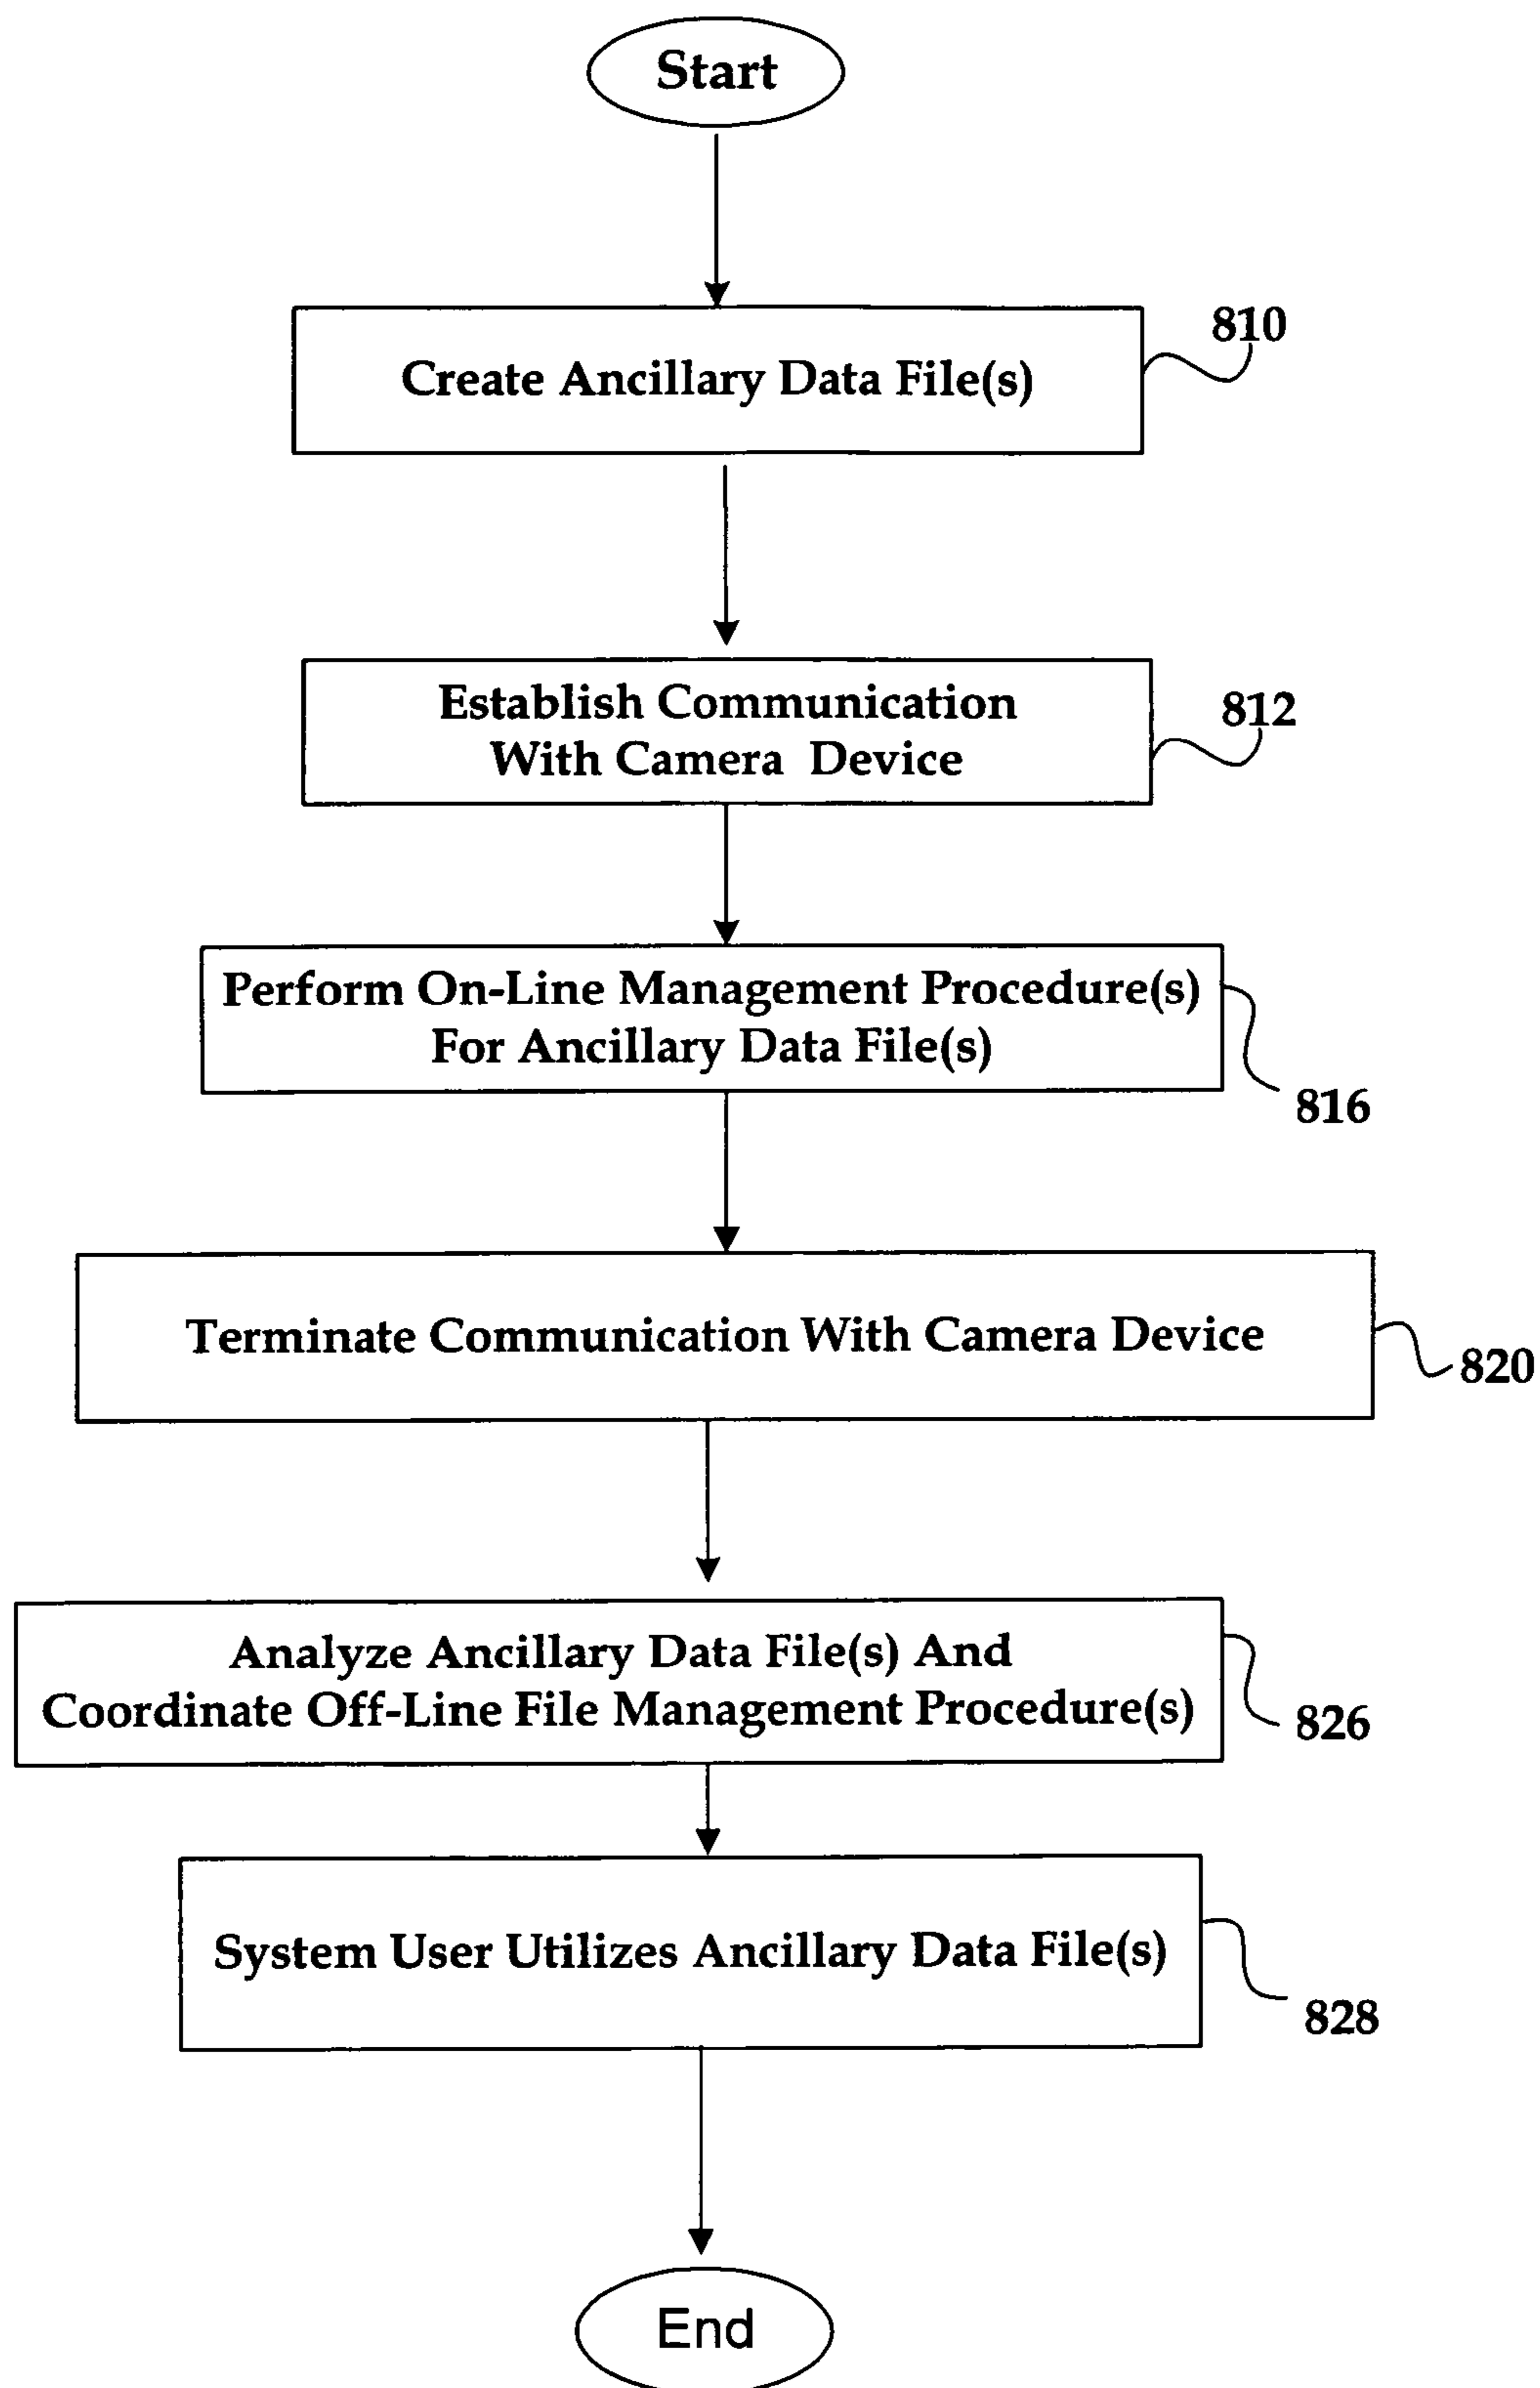 Start
Create Ancillary Data File(s)
810
Establish Communication
With Camera Device
812
Perform On-Line Management Procedure(s)
For Ancillary Data File(s)
816
Terminate Communication With Camera Device
820
Analyze Ancillary Data File(s) And
Coordinate Off-Line File Management Procedure(s)
826
System User Utilizes Ancillary Data File(s)
828
End